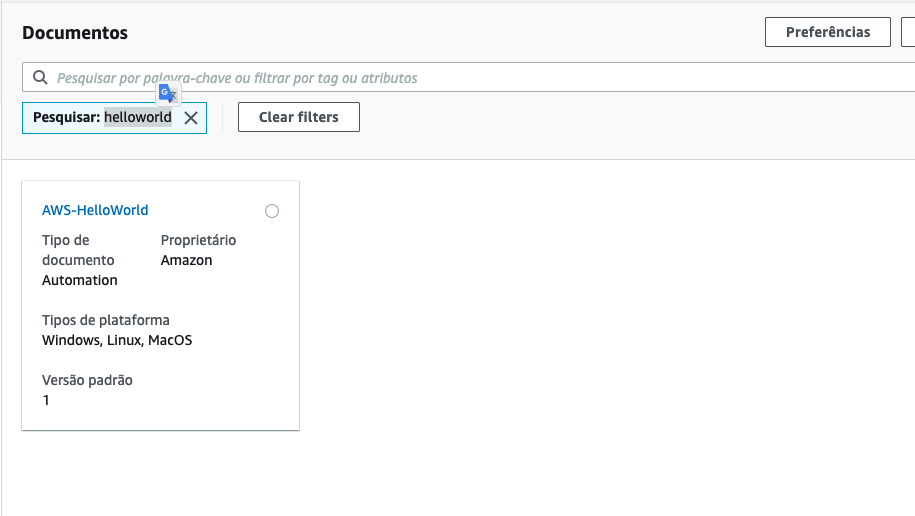 Documentos
Preferências
Pesquisar por palavra-chave ou filtrar por tag ou atributos
Pesquisar: helloworld
Clear filters
AWS-HelloWorld
Tipo de documento
Automation
Proprietário
Amazon
Tipos de plataforma
Windows, Linux, MacOS
Versão padrão
1